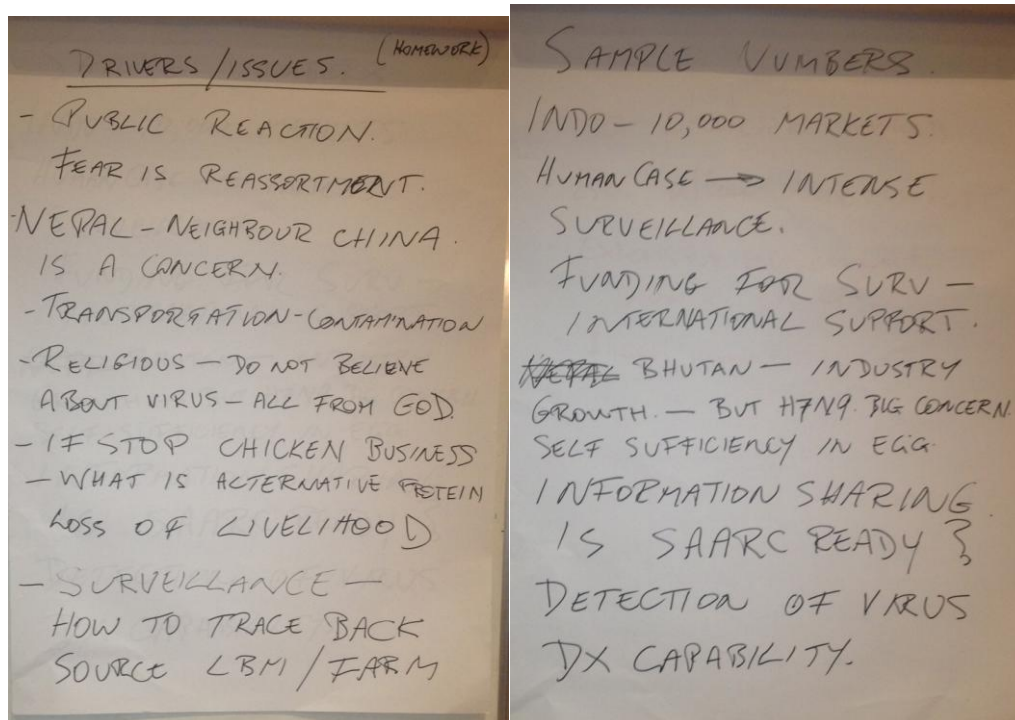 DRIVERS/ISSUES. (HOMEWORK)
- PUBLIC REACTION.
FEAR IS REASSORTMENT.
-NEPAL - NEIGHBOUR CHINA.
IS A CONCERN.
- TRANSPORTATION - CONTAMINATION
- RELIGIOUS - DO NOT BELIEVE
ABOUT VIRUS - ALL FROM GOD.
- IF STOP CHICKEN BUSINESS
- WHAT IS ALTERNATIVE PROTEIN
LOSS OF LIVELIHOOD
- SURVEILLANCE -
HOW TO TRACE BACK
SOURCE LBM / FARM
SAMPLE NUMBERS.
INDO - 10,000 MARKETS.
HUMAN CASE → INTENSE
SURVEILLANCE.
FUNDING FOR SURV -
INTERNATIONAL SUPPORT.
BHUTAN - INDUSTRY
GROWTH. - BUT H7N9. BIG CONCERN.
SELF SUFFICIENCY IN EGG.
INFORMATION SHARING
IS SAARC READY }
DETECTION OF VIRUS
DX CAPABILITY.